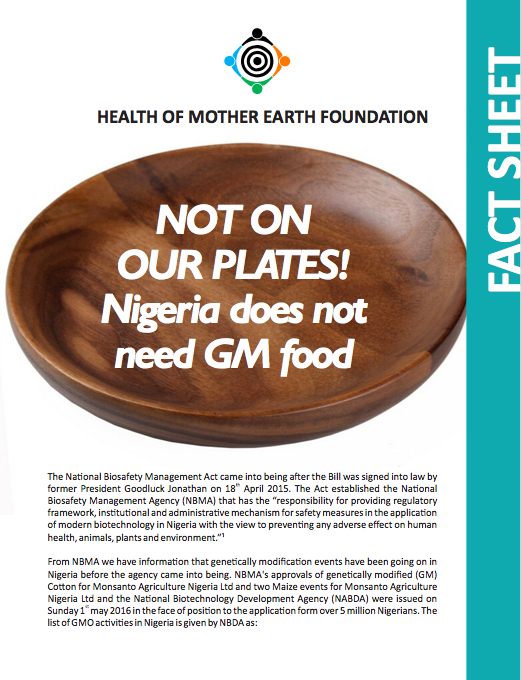 HEALTH OF MOTHER EARTH FOUNDATION
FACT SHEET
NOT ON
OUR PLATES!
Nigeria does not
need GM food
The National Biosafety Management Act came into being after the Bill was signed into law by
former President Goodluck Jonathan on 18th April 2015. The Act established the National
Biosafety Management Agency (NBMA) that has the “responsibility for providing regulatory
framework, institutional and administrative mechanism for safety measures in the application
of modern biotechnology in Nigeria with the view to preventing any adverse effect on human
health, animals, plants and environment.”1
From NBMA we have information that genetically modification events have been going on in
Nigeria before the agency came into being. NBMA's approvals of genetically modified (GM)
Cotton for Monsanto Agriculture Nigeria Ltd and two Maize events for Monsanto Agriculture
Nigeria Ltd and the National Biotechnology Development Agency (NABDA) were issued on
Sunday 1st may 2016 in the face of position to the application form over 5 million Nigerians. The
list of GMO activities in Nigeria is given by NBDA as: